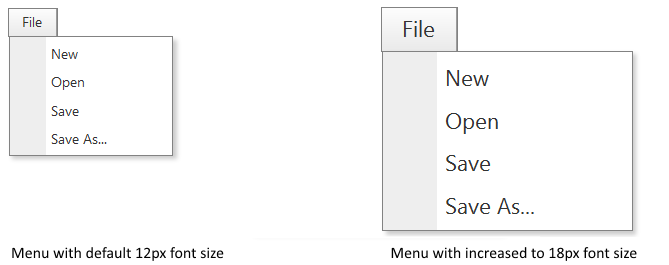 File
New
Open
Save
Save As...
Menu with default 12px font size
File
New
Open
Save
Save As...
Menu with increased to 18px font size